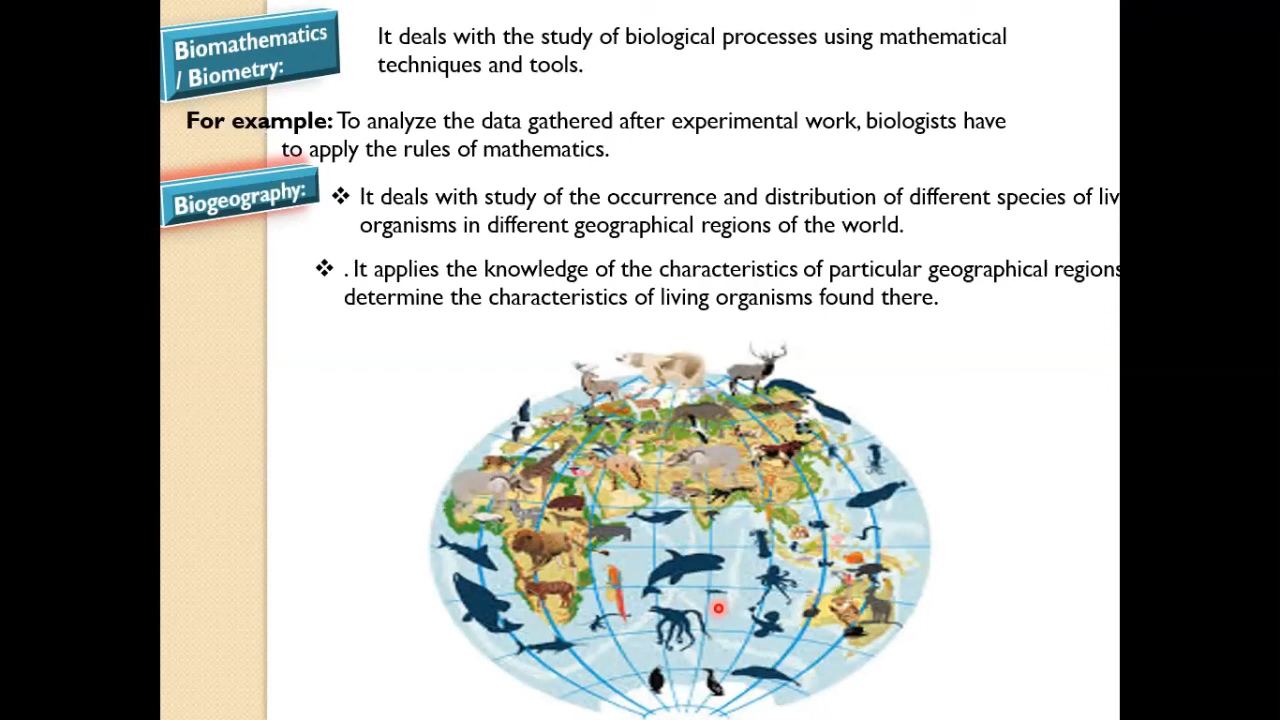 Biomathematics
/ Biometry:
It deals with the study of biological processes using mathematical
techniques and tools.
For example: To analyze the data gathered after experimental work, biologists have
to apply the rules of mathematics.
Biogeography:
❖ It deals with study of the occurrence and distribution of different species of liv
organisms in different geographical regions of the world.
❖ . It applies the knowledge of the characteristics of particular geographical regions
determine the characteristics of living organisms found there.